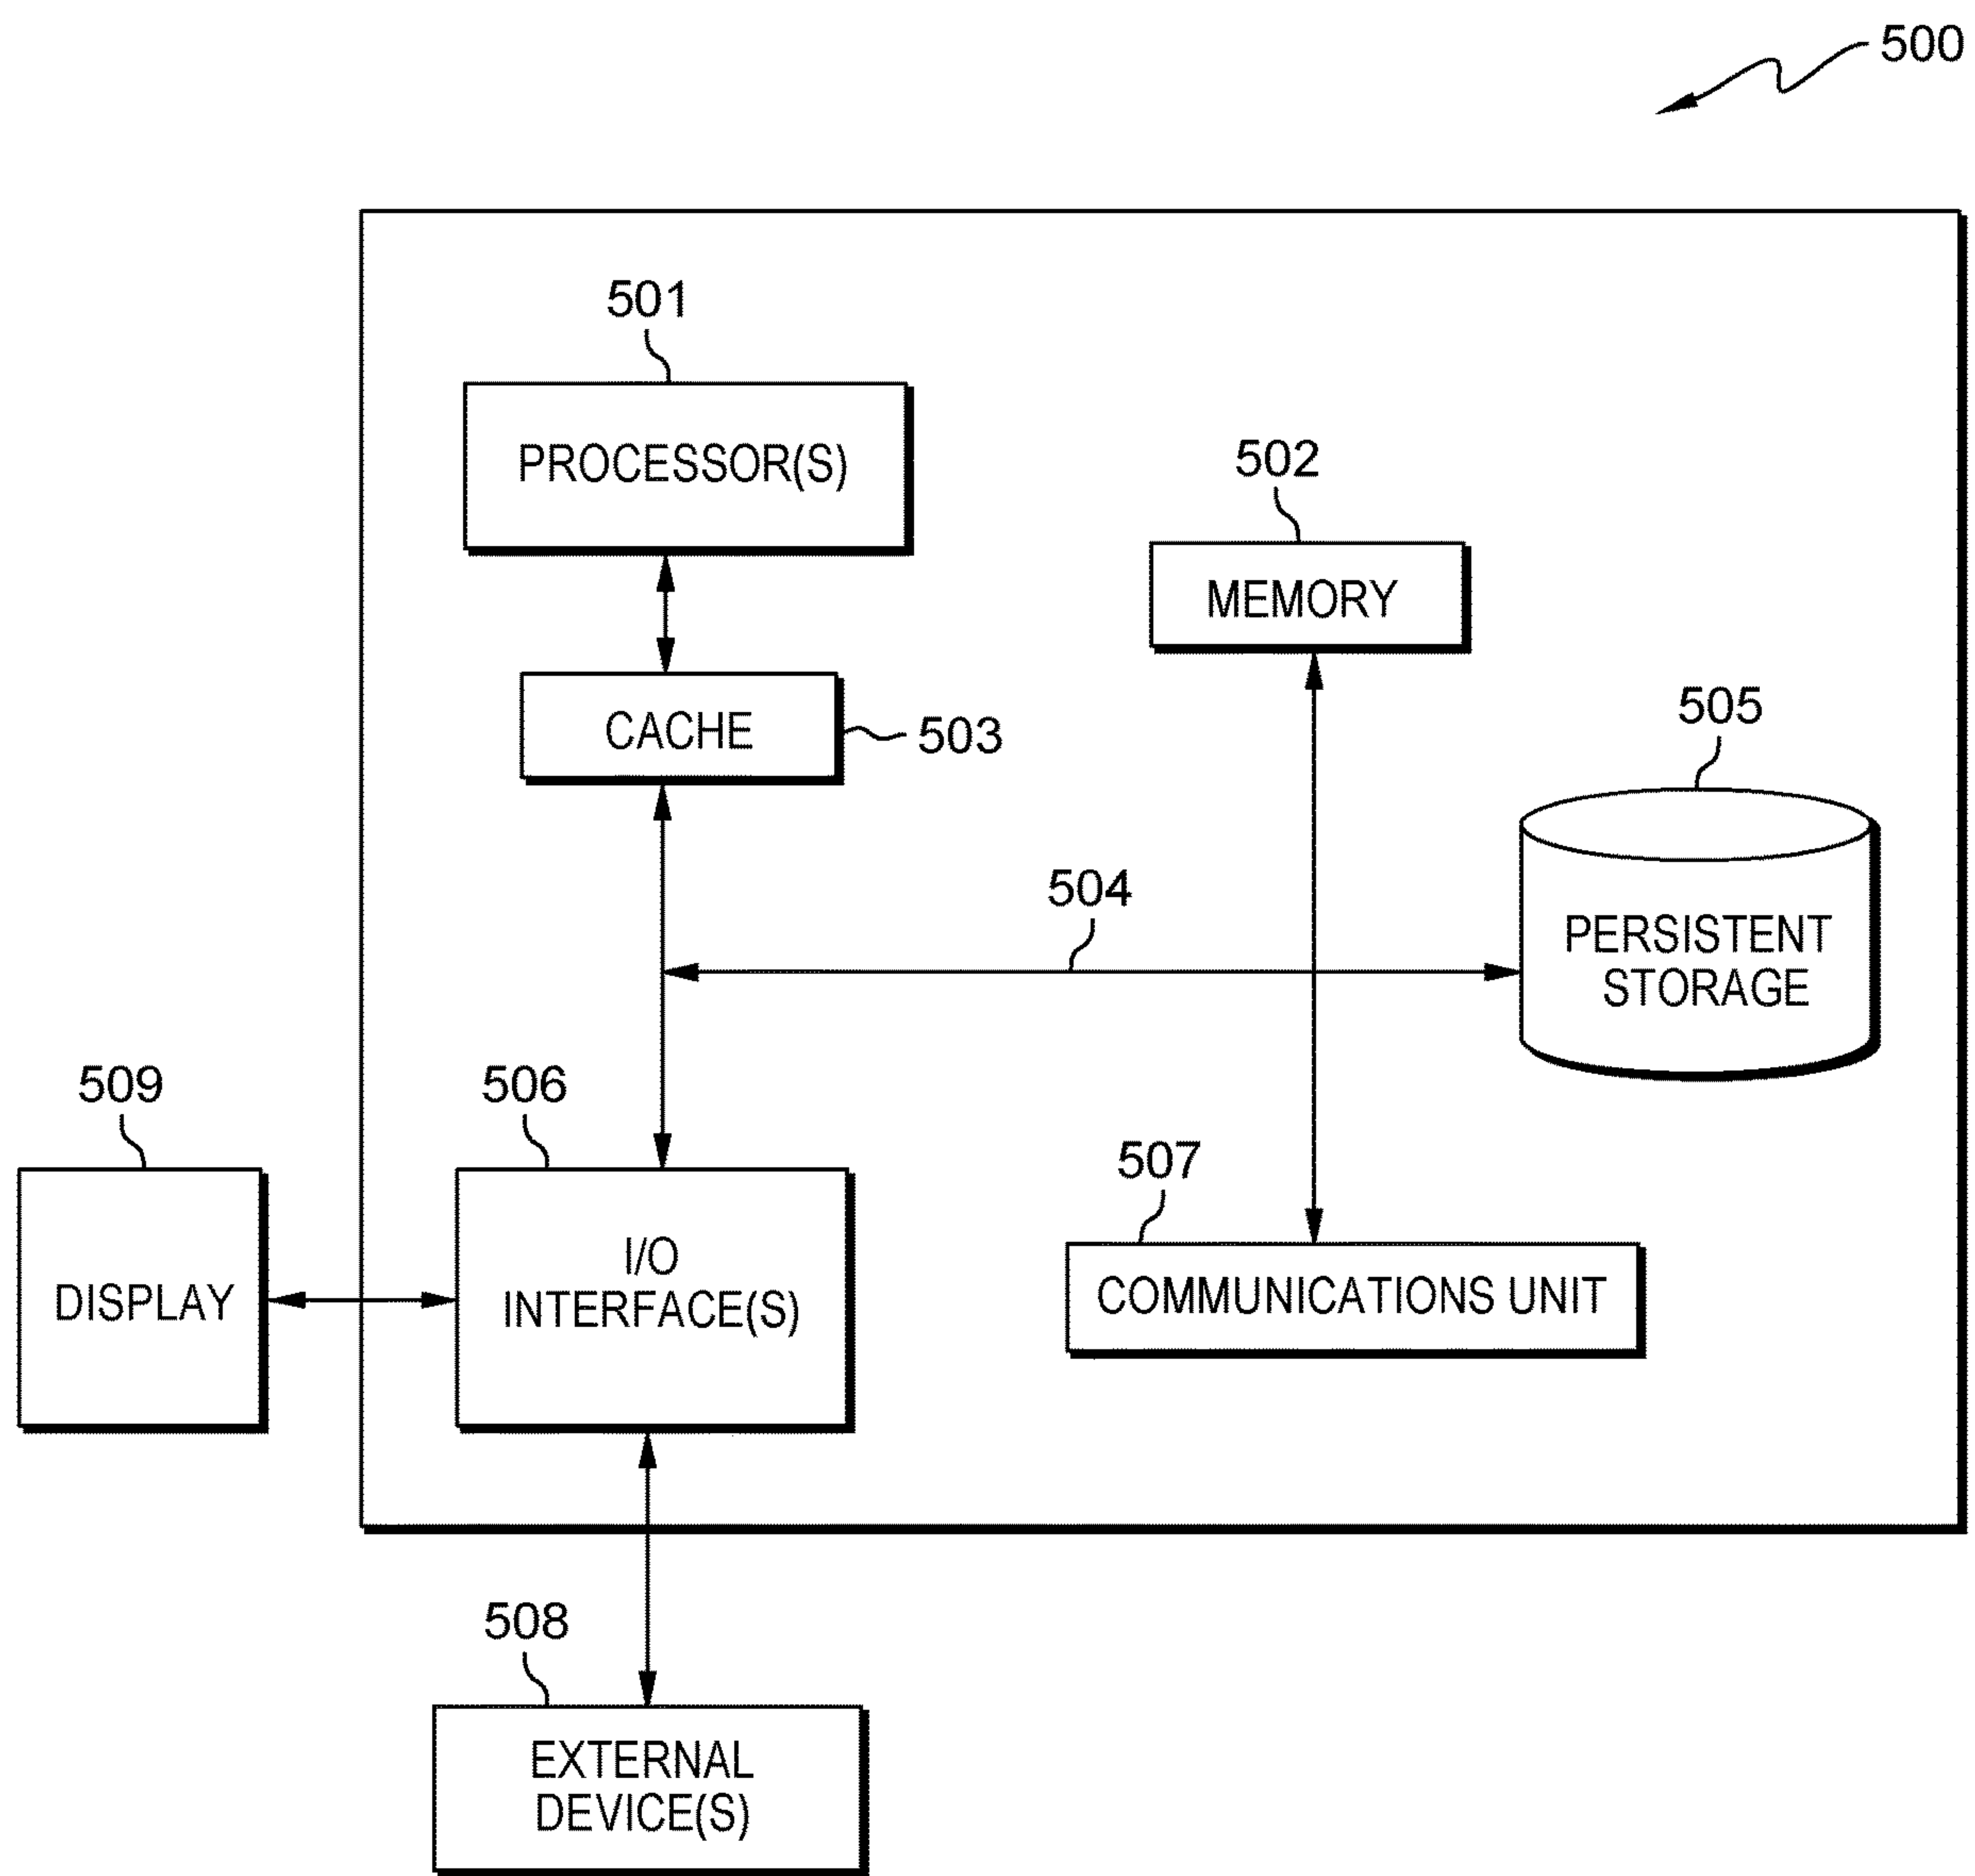 500
501
PROCESSOR(S)
502
MEMORY
CACHE
503
505
504
PERSISTENT
STORAGE
509
506
507
DISPLAY
I/O
INTERFACE(S)
COMMUNICATIONS UNIT
508
EXTERNAL
DEVICE(S)